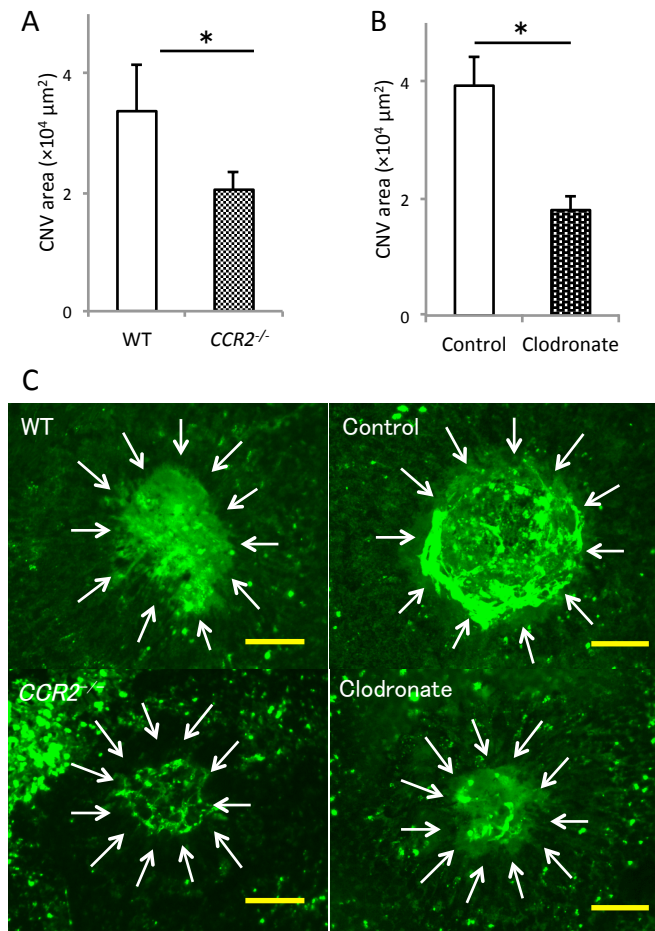 A
CNV area (×10⁴ μm²)
4
2
0
*
WT
CCR2⁻/⁻
B
CNV area (×10⁴ μm²)
4
2
0
*
Control
Clodronate
C
WT
Control
CCR2⁻/⁻
Clodronate